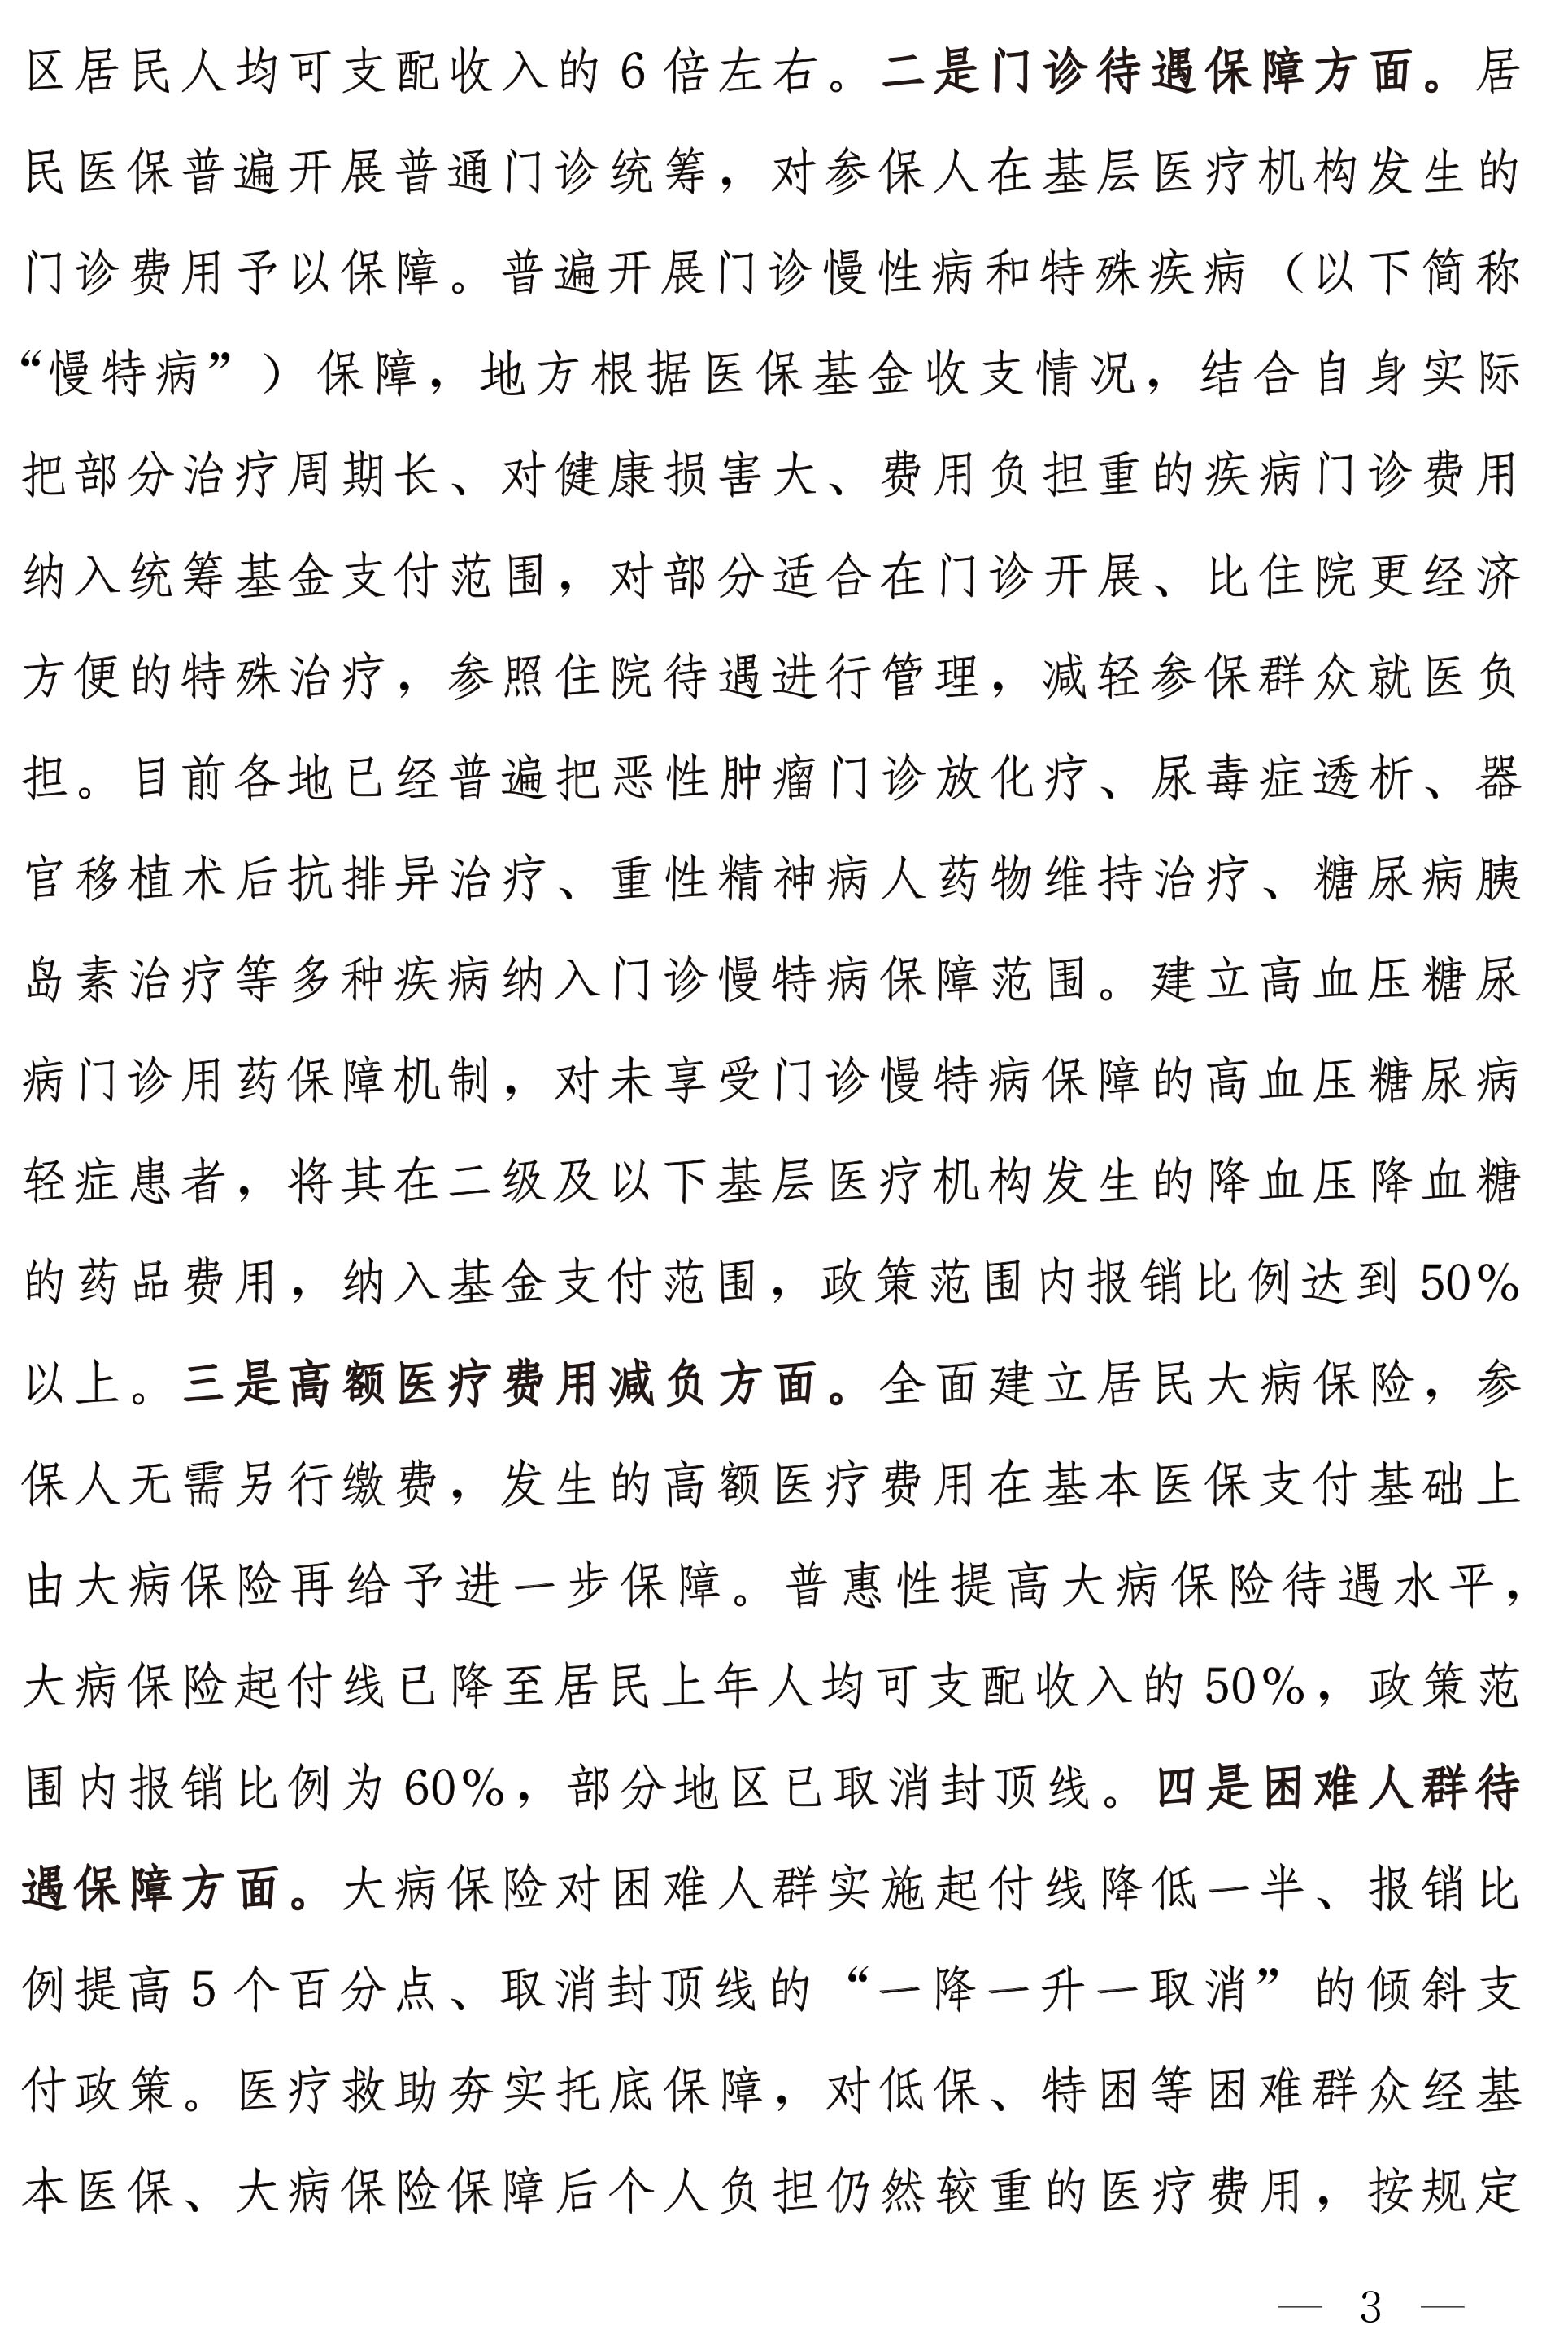 区居民人均可支配收入的6倍左右。二是门诊待遇保障方面。居
民医保普遍开展普通门诊统筹，对参保人在基层医疗机构发生的
门诊费用予以保障。普遍开展门诊慢性病和特殊疾病（以下简称
“慢特病”）保障，地方根据医保基金收支情况，结合自身实际
把部分治疗周期长、对健康损害大、费用负担重的疾病门诊费用
纳入统筹基金支付范围，对部分适合在门诊开展、比住院更经济
方便的特殊治疗，参照住院待遇进行管理，减轻参保群众就医负
担。目前各地已经普遍把恶性肿瘤门诊放化疗、尿毒症透析、器
官移植术后抗排异治疗、重性精神病人药物维持治疗、糖尿病胰
岛素治疗等多种疾病纳入门诊慢特病保障范围。建立高血压糖尿
病门诊用药保障机制，对未享受门诊慢特病保障的高血压糖尿病
轻症患者，将其在二级及以下基层医疗机构发生的降血压降血糖
的药品费用，纳入基金支付范围，政策范围内报销比例达到50%
以上。三是高额医疗费用减负方面。全面建立居民大病保险，参
保人无需另行缴费，发生的高额医疗费用在基本医保支付基础上
由大病保险再给予进一步保障。普惠性提高大病保险待遇水平，
大病保险起付线已降至居民上年人均可支配收入的50%，政策范
围内报销比例为60%，部分地区已取消封顶线。四是困难人群待
遇保障方面。大病保险对困难人群实施起付线降低一半、报销比
例提高5个百分点、取消封顶线的“一降一升一取消”的倾斜支
付政策。医疗救助夯实托底保障，对低保、特困等困难群众经基
本医保、大病保险保障后个人负担仍然较重的医疗费用，按规定
— 3 —